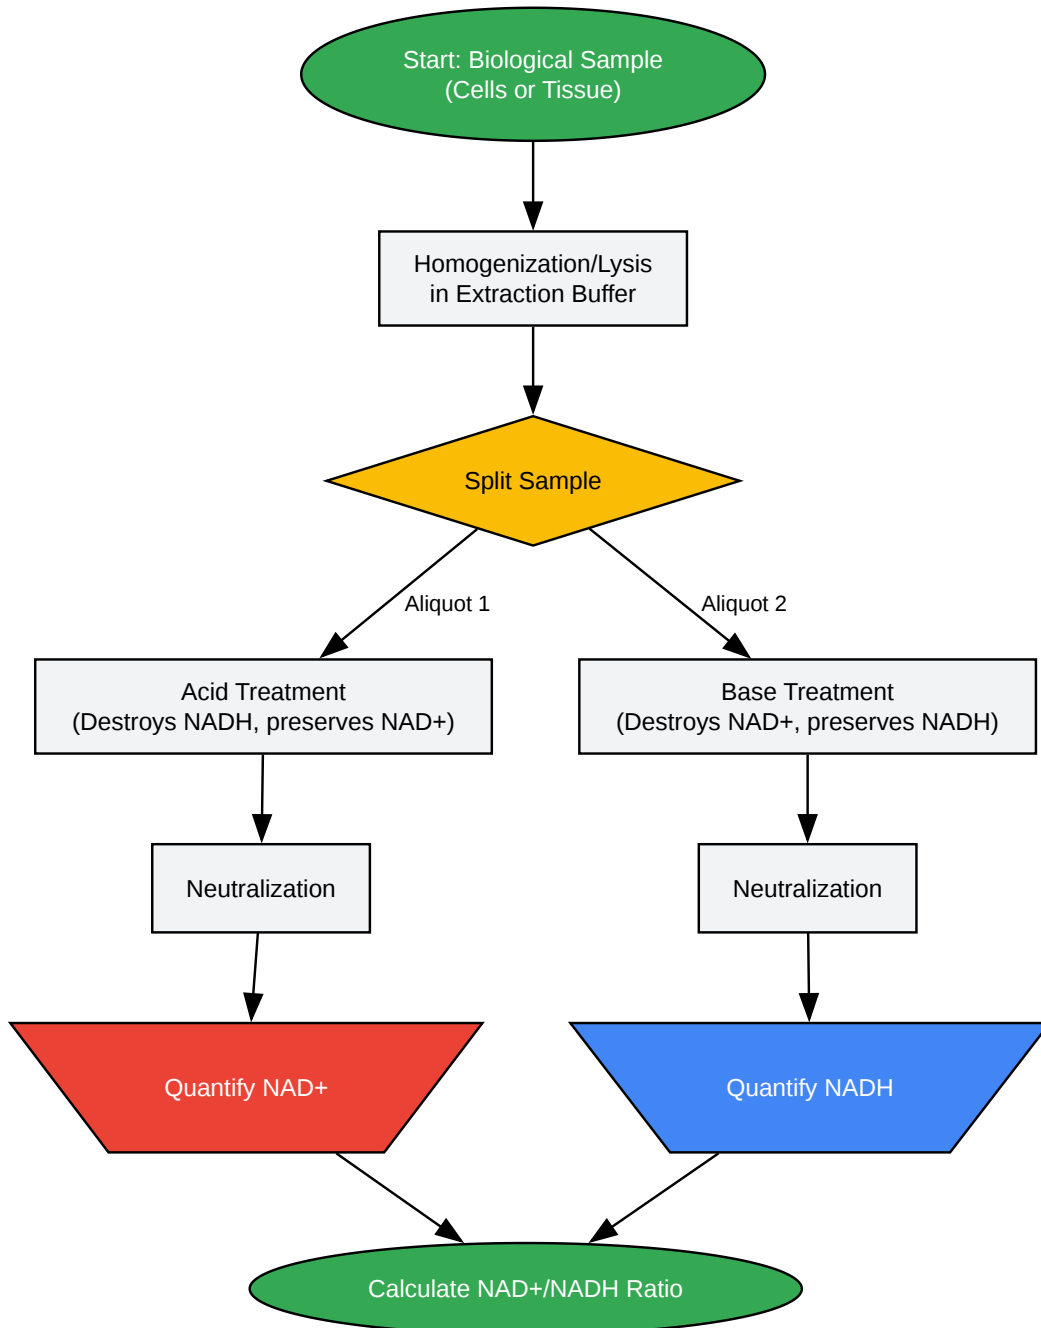 Start: Biological Sample
(Cells or Tissue)
Homogenization/Lysis
in Extraction Buffer
Split Sample
Aliquot 1
Aliquot 2
Acid Treatment
(Destroys NADH, preserves NAD+)
Base Treatment
(Destroys NAD+, preserves NADH)
Neutralization
Neutralization
Quantify NAD+
Quantify NADH
Calculate NAD+/NADH Ratio